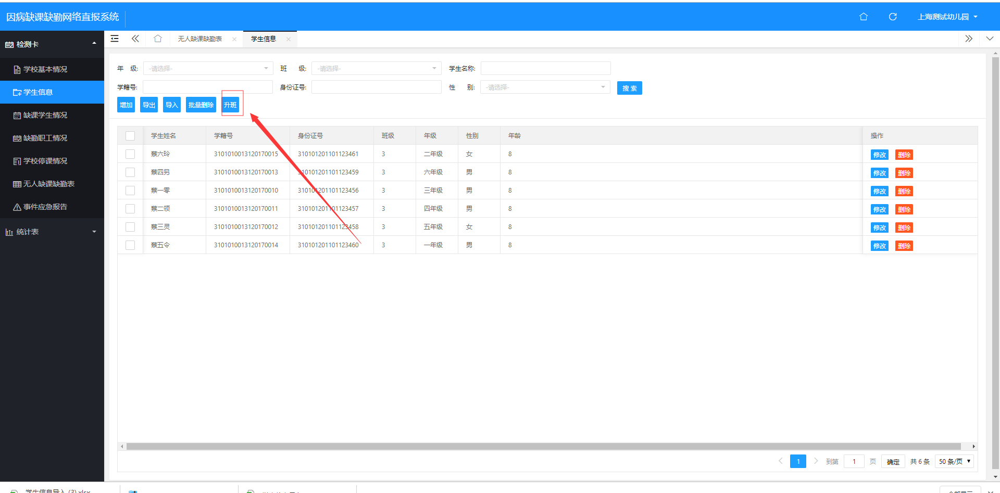 因病缺课缺勤网络直报系统
上海测试幼儿园
检测卡
学校基本情况
学生信息
缺课学生情况
缺勤职工情况
学校停课情况
无人缺课缺勤表
事件应急报告
统计表
无人缺课缺勤表 学生信息
年 级: -请选择- 班 级: -请选择- 学生名称:
学籍号: 身份证号: 性 别: -请选择- 搜 索
增加 导出 导入 批量删除 升班
学生姓名 学籍号 身份证号 班级 年级 性别 年龄 操作
蔡六玲 3101010013120170015 310101201101123461 3 二年级 女 8 修改 删除
蔡四另 3101010013120170013 310101201101123459 3 六年级 男 8 修改 删除
蔡一零 3101010013120170010 310101201101123456 3 三年级 男 8 修改 删除
蔡二领 3101010013120170011 310101201101123457 3 四年级 男 8 修改 删除
蔡三灵 3101010013120170012 310101201101123458 3 五年级 女 8 修改 删除
蔡五令 3101010013120170014 310101201101123460 3 一年级 男 8 修改 删除
1 到第 1 页 确定 共 6 条 50 条/页
学生信息导入 (3).xlsx